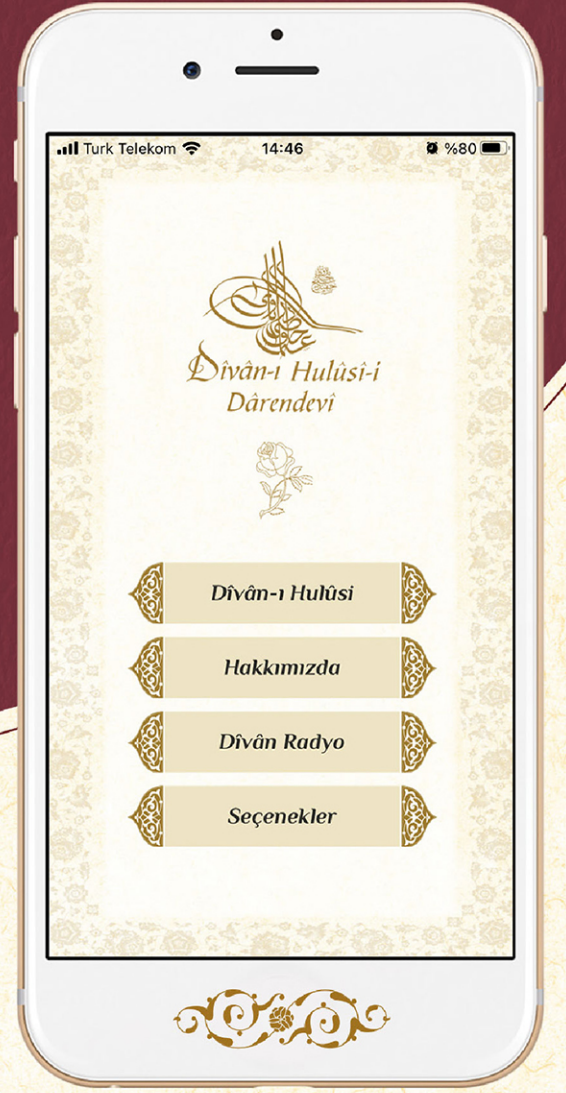 Turk Telekom 14:46 %80
Dîvân-ı Hulûsî-i
Dârendevî
Dîvân-ı Hulûsi
Hakkımızda
Dîvân Radyo
Seçenekler